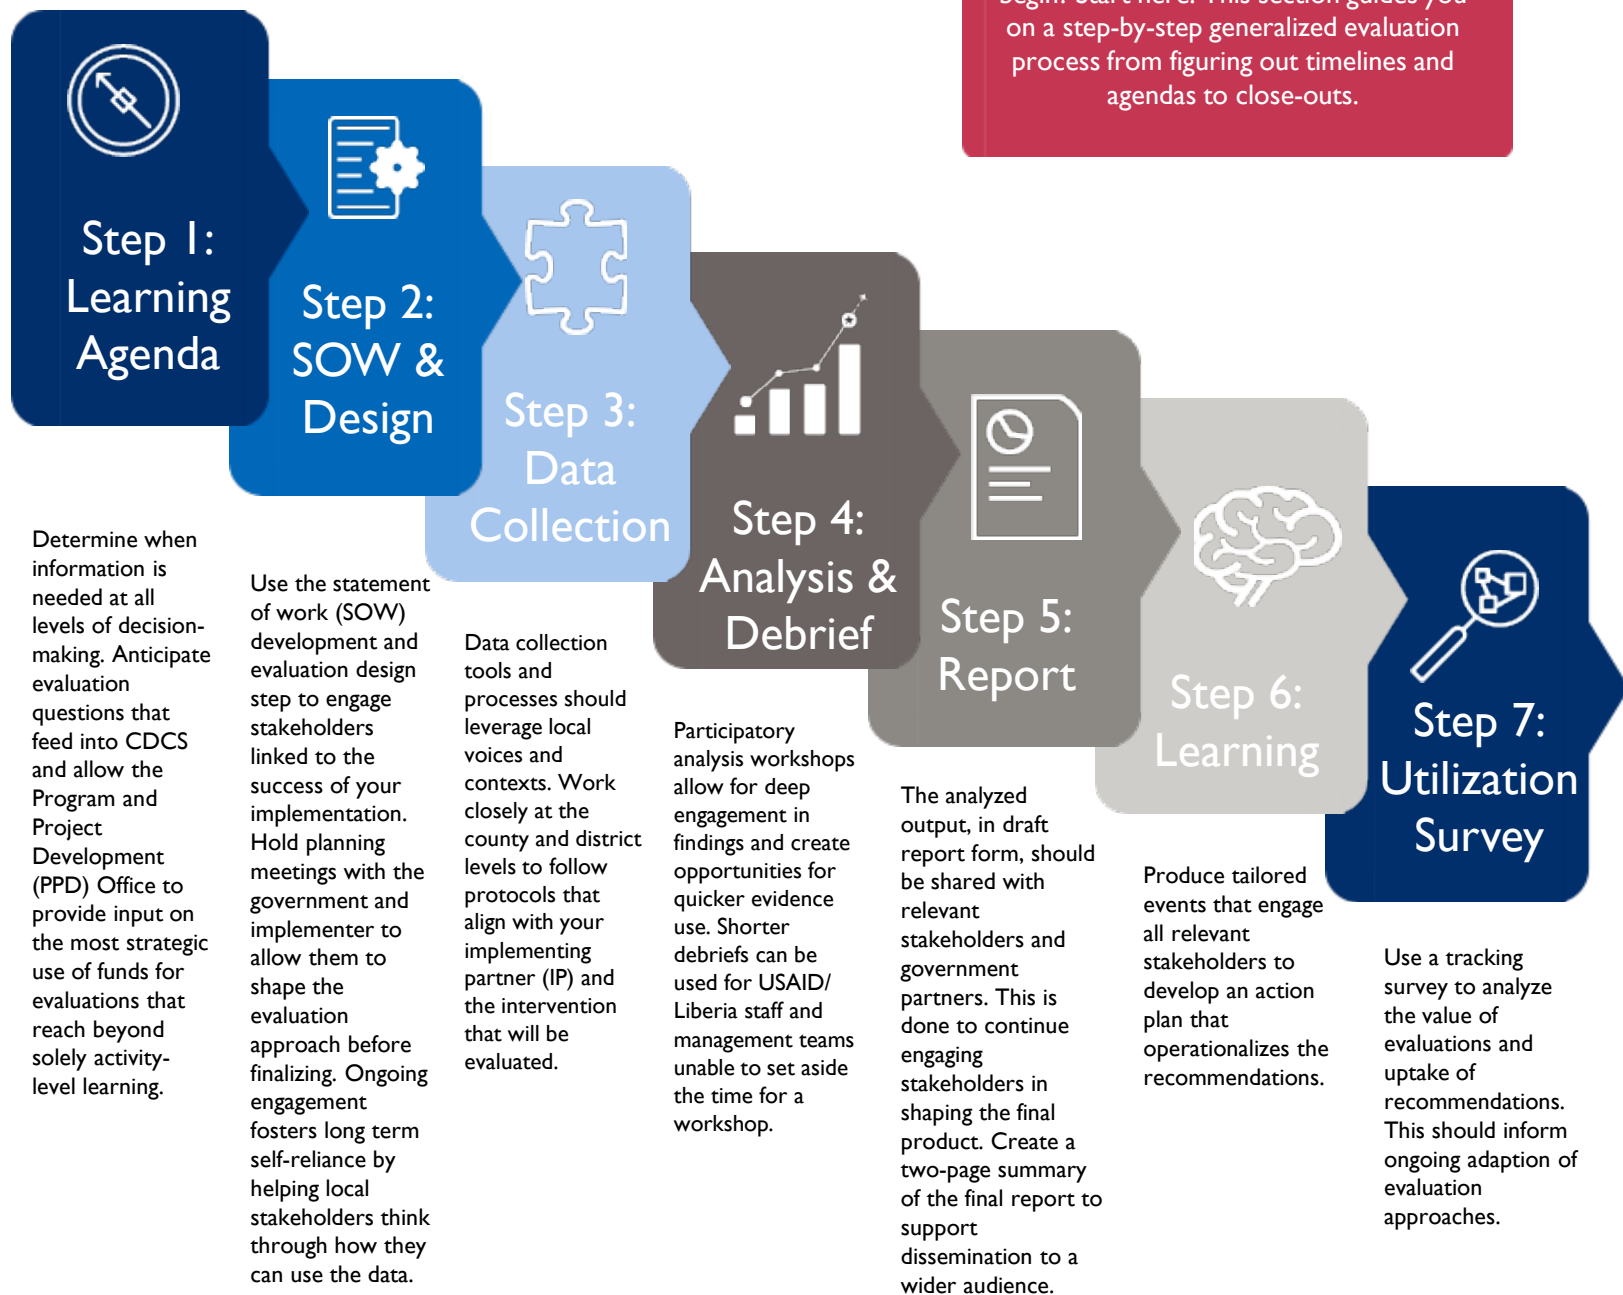 begin? Start here. This section guides you
on a step-by-step generalized evaluation
process from figuring out timelines and
agendas to close-outs.
Step 1:
Learning
Agenda
Step 2:
SOW &
Design
Step 3:
Data
Collection
Step 4:
Analysis &
Debrief
Step 5:
Report
Step 6:
Learning
Step 7:
Utilization
Survey
Determine when
information is
needed at all
levels of decision-
making. Anticipate
evaluation
questions that
feed into CDCS
and allow the
Program and
Project
Development
(PPD) Office to
provide input on
the most strategic
use of funds for
evaluations that
reach beyond
solely activity-
level learning.
Use the statement
of work (SOW)
development and
evaluation design
step to engage
stakeholders
linked to the
success of your
implementation.
Hold planning
meetings with the
government and
implementer to
allow them to
shape the
evaluation
approach before
finalizing. Ongoing
engagement
fosters long term
self-reliance by
helping local
stakeholders think
through how they
can use the data.
Data collection
tools and
processes should
leverage local
voices and
contexts. Work
closely at the
county and district
levels to follow
protocols that
align with your
implementing
partner (IP) and
the intervention
that will be
evaluated.
Participatory
analysis workshops
allow for deep
engagement in
findings and create
opportunities for
quicker evidence
use. Shorter
debriefs can be
used for USAID/
Liberia staff and
management teams
unable to set aside
the time for a
workshop.
The analyzed
output, in draft
report form, should
be shared with
relevant
stakeholders and
government
partners. This is
done to continue
engaging
stakeholders in
shaping the final
product. Create a
two-page summary
of the final report to
support
dissemination to a
wider audience.
Produce tailored
events that engage
all relevant
stakeholders to
develop an action
plan that
operationalizes the
recommendations.
Use a tracking
survey to analyze
the value of
evaluations and
uptake of
recommendations.
This should inform
ongoing adaption of
evaluation
approaches.